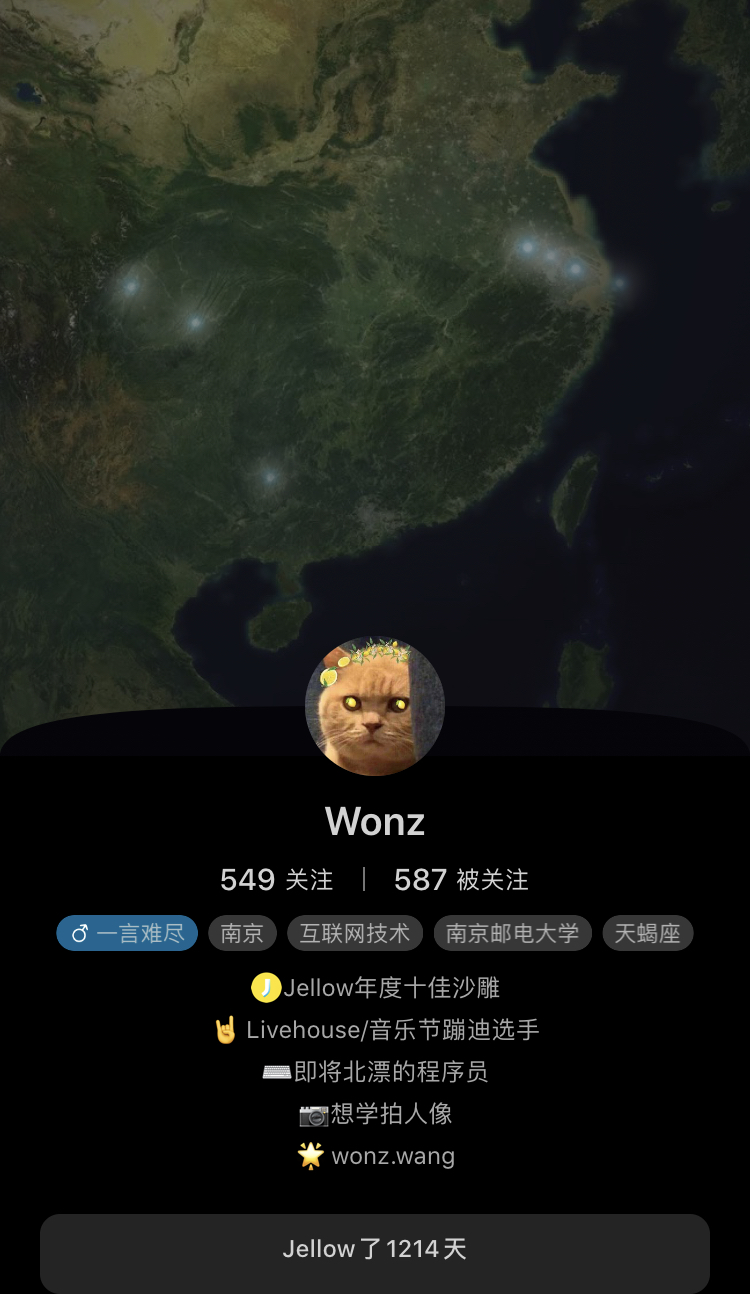 Wonz
549 关注 | 587 被关注
♂ 一言难尽 南京 互联网技术 南京邮电大学 天蝎座
J Jellow年度十佳沙雕
🤘 Livehouse/音乐节蹦迪选手
⌨️即将北漂的程序员
📷想学拍人像
🌟 wonz.wang
Jellow了1214天